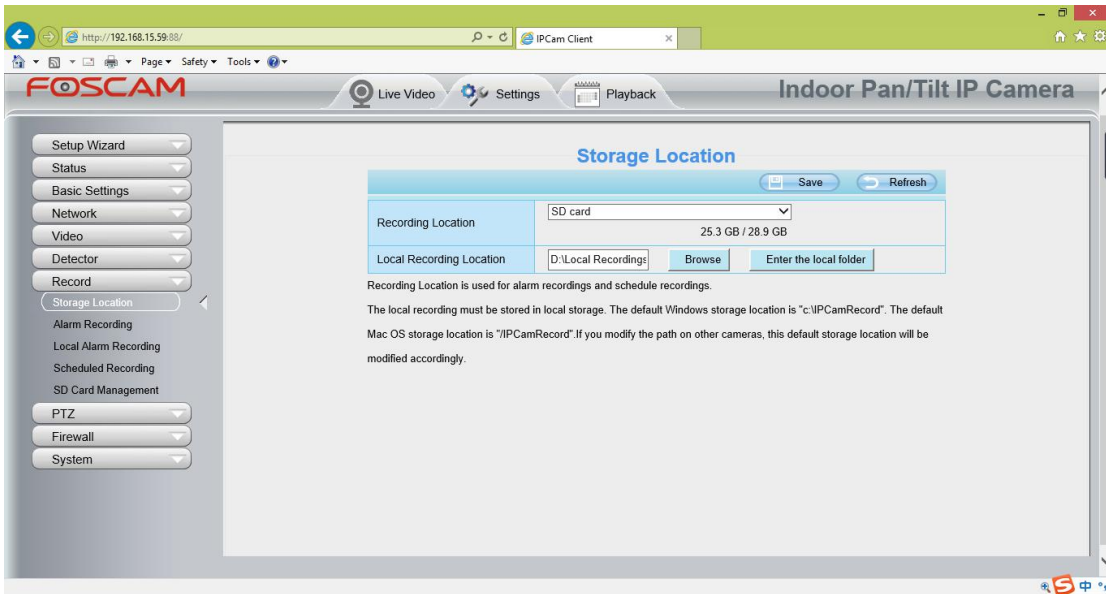 http://192.168.15.59:88/
IPCam Client
Page Safety Tools
FOSCAM
Live Video
Settings
Playback
Indoor Pan/Tilt IP Camera
Setup Wizard
Status
Basic Settings
Network
Video
Detector
Record
Storage Location
Alarm Recording
Local Alarm Recording
Scheduled Recording
SD Card Management
PTZ
Firewall
System
Storage Location
Save Refresh
Recording Location
SD card
25.3 GB / 28.9 GB
Local Recording Location
D:\Local Recordings
Browse
Enter the local folder
Recording Location is used for alarm recordings and schedule recordings.
The local recording must be stored in local storage. The default Windows storage location is "c:\IPCamRecord". The default
Mac OS storage location is "/IPCamRecord".If you modify the path on other cameras, this default storage location will be
modified accordingly.
中